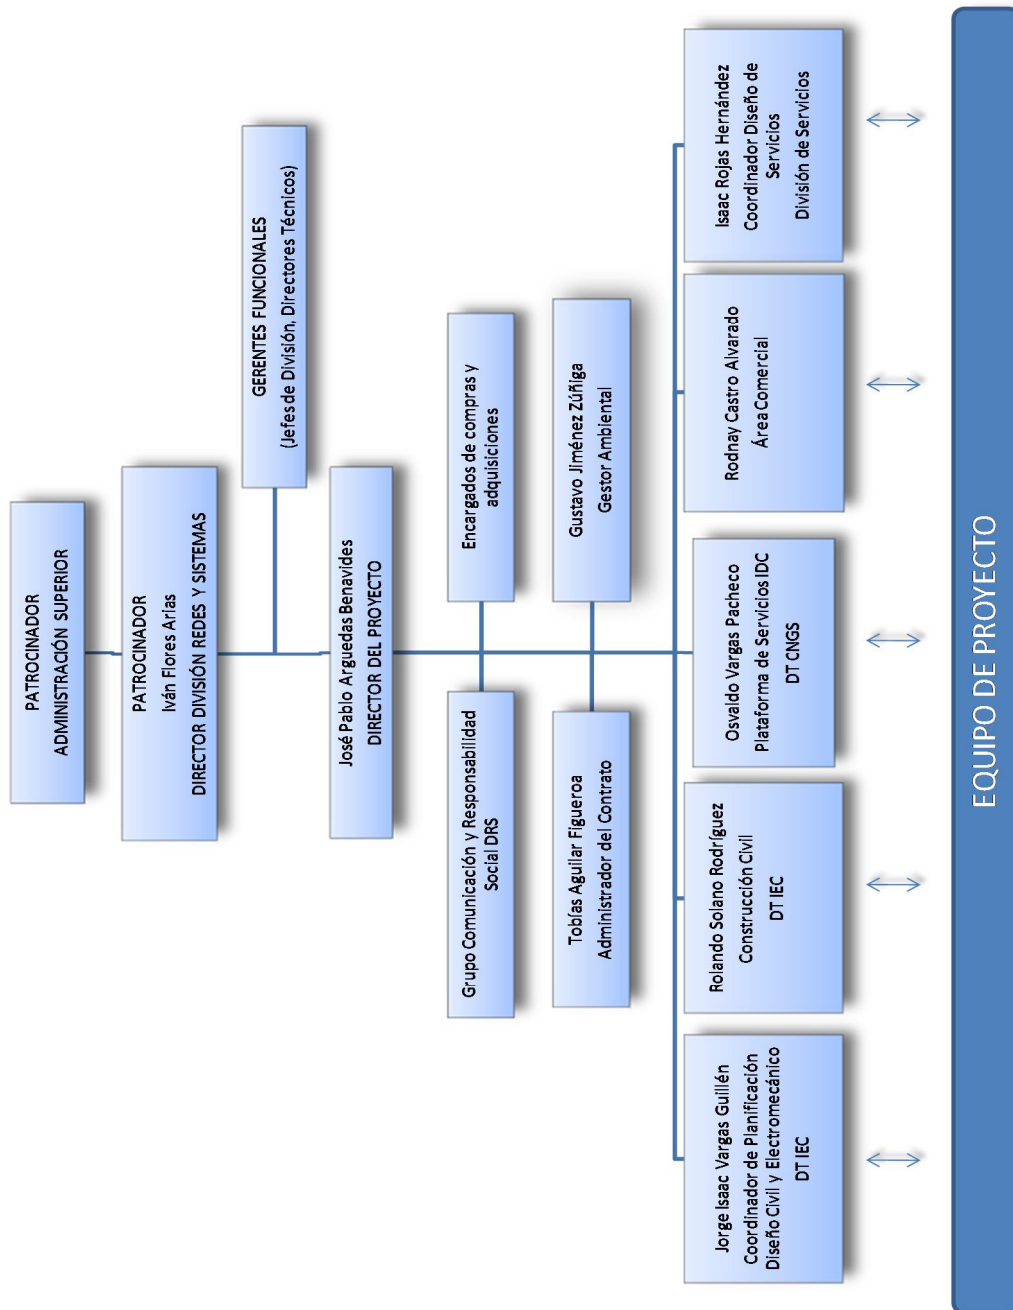 PATROCINADOR
ADMINISTRACIÓN SUPERIOR
PATROCINADOR
Iván Flores Arias
DIRECTOR DIVISIÓN REDES Y SISTEMAS
GERENTES FUNCIONALES
(Jefes de División, Directores Técnicos)
José Pablo Arguedas Benavides
DIRECTOR DEL PROYECTO
Grupo Comunicación y Responsabilidad
Social DRS
Encargados de compras y
adquisiciones
Tobías Aguilar Figueroa
Administrador del Contrato
Gustavo Jiménez Zúñiga
Gestor Ambiental
Jorge Isaac Vargas Guillén
Coordinador de Planificación
Diseño Civil y Electromecánico
DT IEC
Rolando Solano Rodríguez
Construcción Civil
DT IEC
Osvaldo Vargas Pacheco
Plataforma de Servicios IDC
DT CNGS
Rodnay Castro Alvarado
Área Comercial
Isaac Rojas Hernández
Coordinador Diseño de
Servicios
División de Servicios
EQUIPO DE PROYECTO